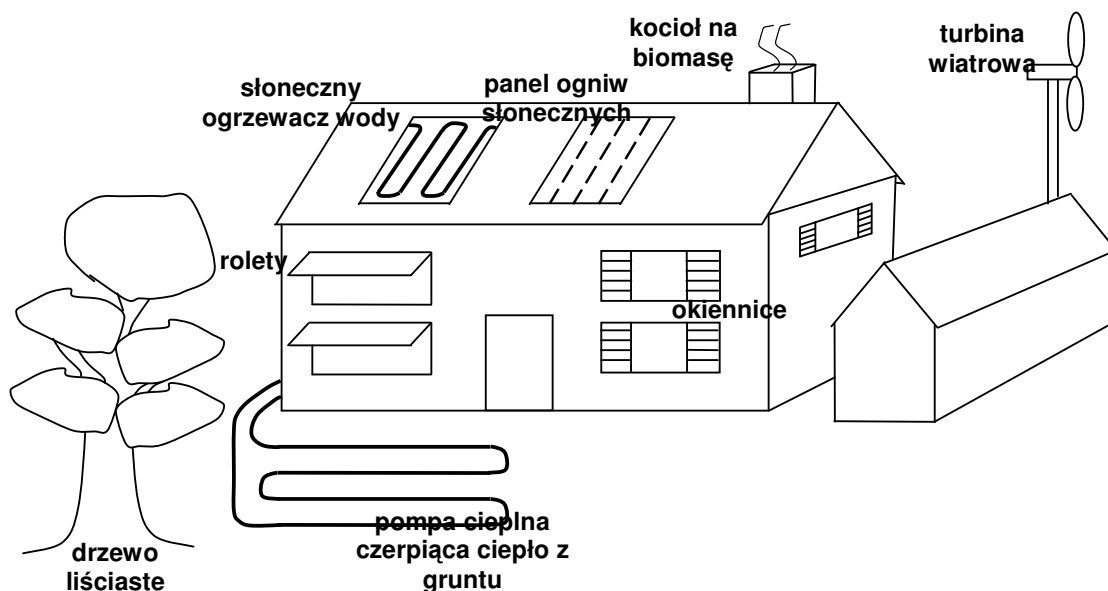 kocioł na
biomasę
turbina
wiatrowa
słoneczny
ogrzewacz wody
panel ogniw
słonecznych
rolety
okiennice
pompa cieplna
czerpiąca ciepło z
gruntu
drzewo
liściaste